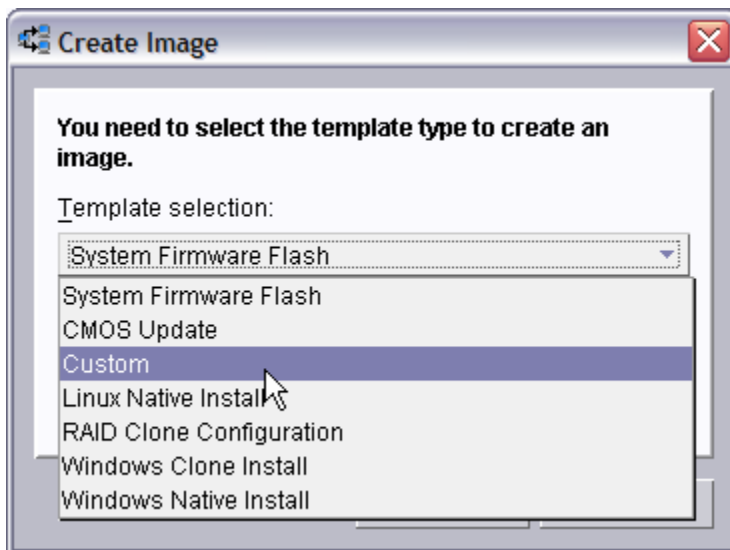 Create Image
You need to select the template type to create an
image.
Template selection:
System Firmware Flash
System Firmware Flash
CMOS Update
Custom
Linux Native Install
RAID Clone Configuration
Windows Clone Install
Windows Native Install